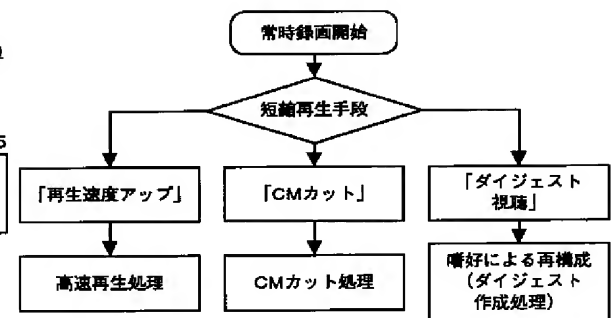 常時録画開始
短縮再生手段
「再生速度アップ」
「CMカット」
「ダイジェスト
視聴」
高速再生処理
CMカット処理
嗜好による再構成
(ダイジェスト
作成処理)